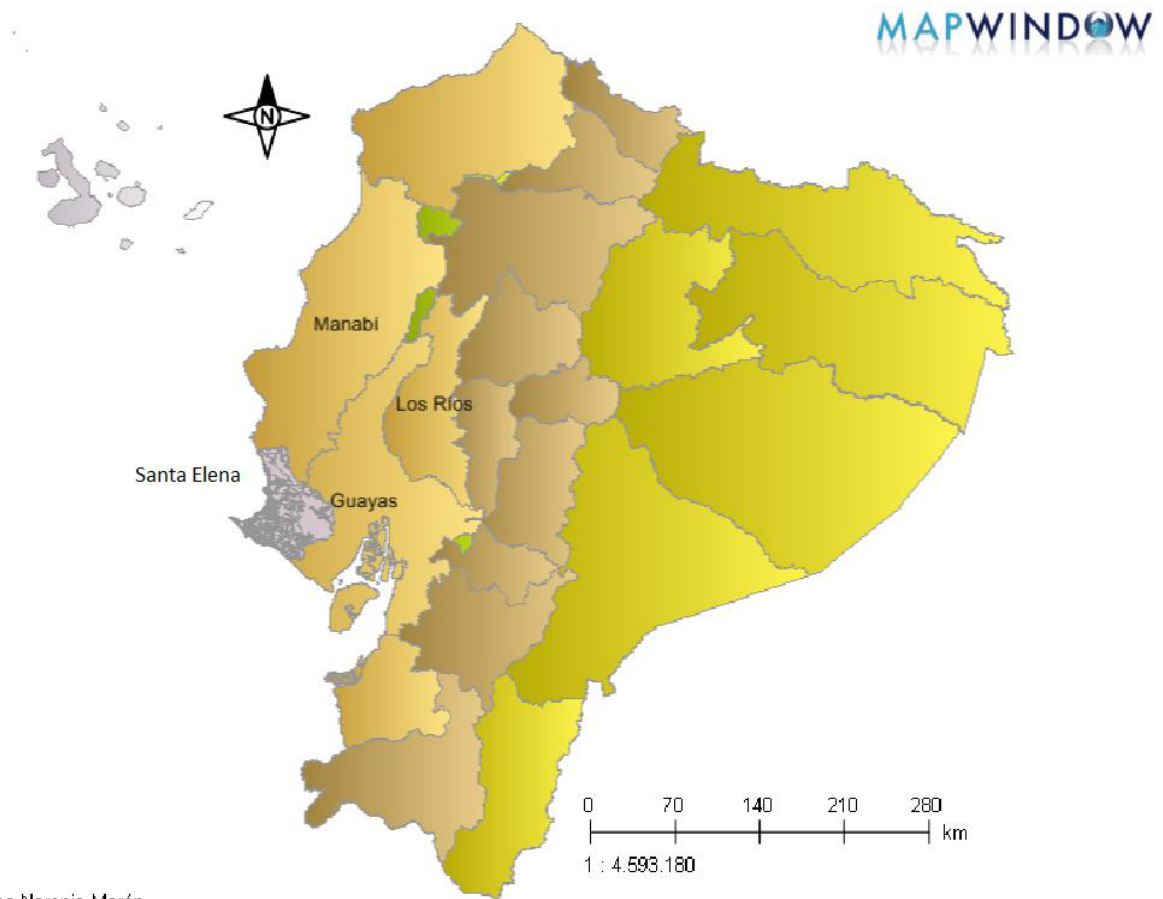 MAPWINDOW
N
Manabi
Los Ríos
Santa Elena
Guayas
0 70 140 210 280
km
1 : 4.593.180